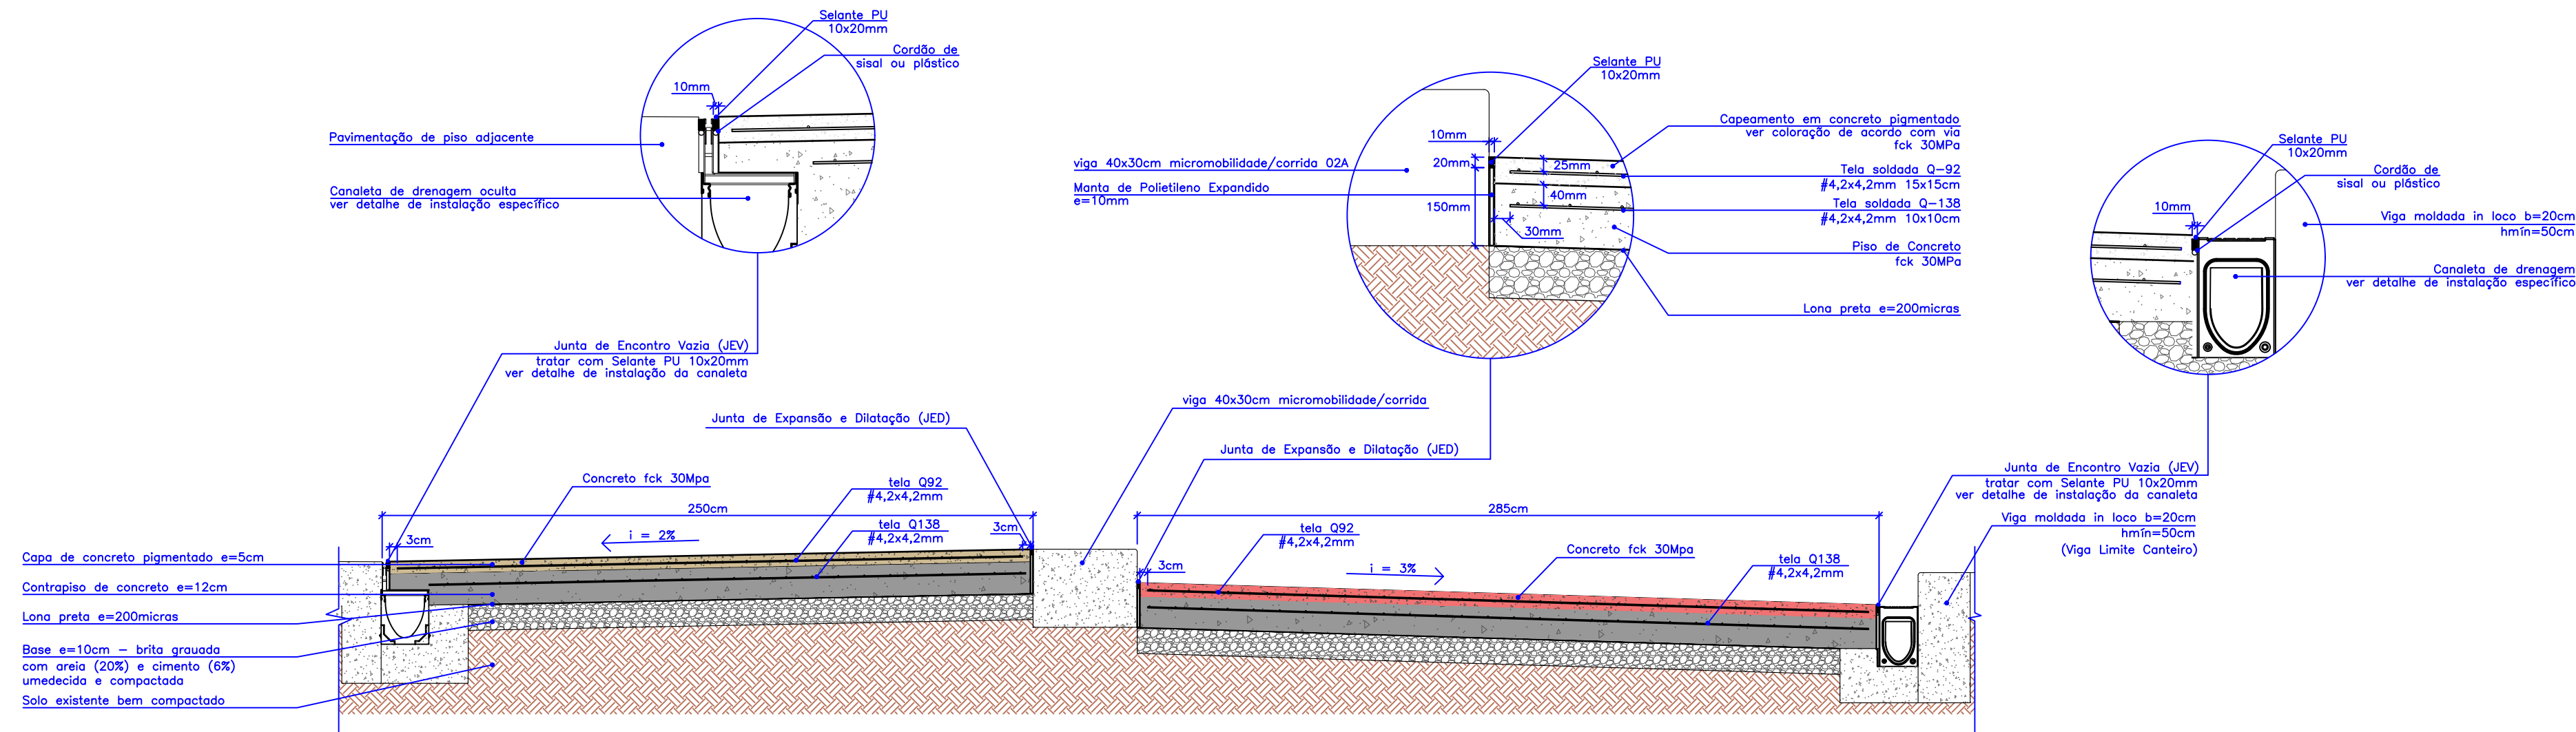 Selante PU
10x20mm
Cordão de
sisal ou plástico
10mm
Pavimentação de piso adjacente
Canaleta de drenagem oculta
ver detalhe de instalação específico
Junta de Encontro Vazia (JEV)
tratar com Selante PU 10x20mm
ver detalhe de instalação da canaleta
Selante PU
10x20mm
Capeamento em concreto pigmentado
ver coloração de acordo com via
fck 30MPa
10mm
20mm
25mm
viga 40x30cm micromobilidade/corrida 02A
Manta de Polietileno Expandido
e=10mm
Tela soldada Q-92
#4,2x4,2mm 15x15cm
40mm
Tela soldada Q-138
#4,2x4,2mm 10x10cm
150mm
30mm
Piso de Concreto
fck 30MPa
Lona preta e=200micras
Selante PU
10x20mm
Cordão de
sisal ou plástico
10mm
Viga moldada in loco b=20cm
hmín=50cm
Canaleta de drenagem
ver detalhe de instalação específico
Junta de Expansão e Dilatação (JED)
viga 40x30cm micromobilidade/corrida
Junta de Expansão e Dilatação (JED)
Junta de Encontro Vazia (JEV)
tratar com Selante PU 10x20mm
ver detalhe de instalação da canaleta
Viga moldada in loco b=20cm
hmín=50cm
(Viga Limite Canteiro)
Concreto fck 30Mpa
tela Q92
#4,2x4,2mm
250cm
tela Q138
#4,2x4,2mm
3cm
i = 2%
3cm
285cm
tela Q92
#4,2x4,2mm
Concreto fck 30Mpa
tela Q138
#4,2x4,2mm
3cm
i = 3%
Capa de concreto pigmentado e=5cm
Contrapiso de concreto e=12cm
Lona preta e=200micras
Base e=10cm – brita grauada
com areia (20%) e cimento (6%)
umedecida e compactada
Solo existente bem compactado